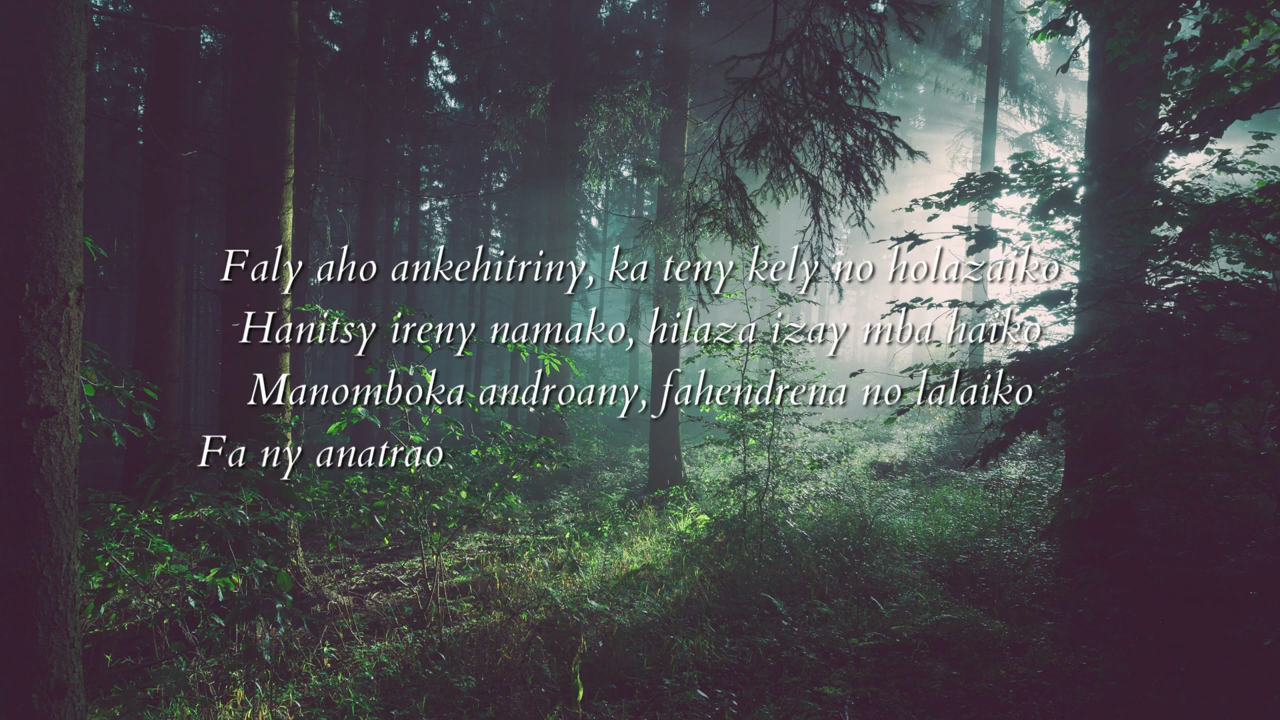 Faly aho ankehitriny, ka teny kely no holazaiko
Hanitsy ireny namako, hilaza izay mba haiko
Manomboka androany, fahendrena no lalaiko
Fa ny anatrao